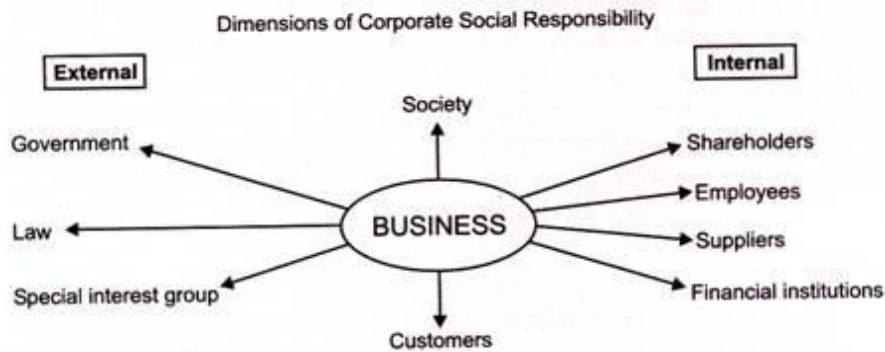 Dimensions of Corporate Social Responsibility
External
Internal
Society
Government
Shareholders
Employees
BUSINESS
Law
Suppliers
Special interest group
Financial institutions
Customers